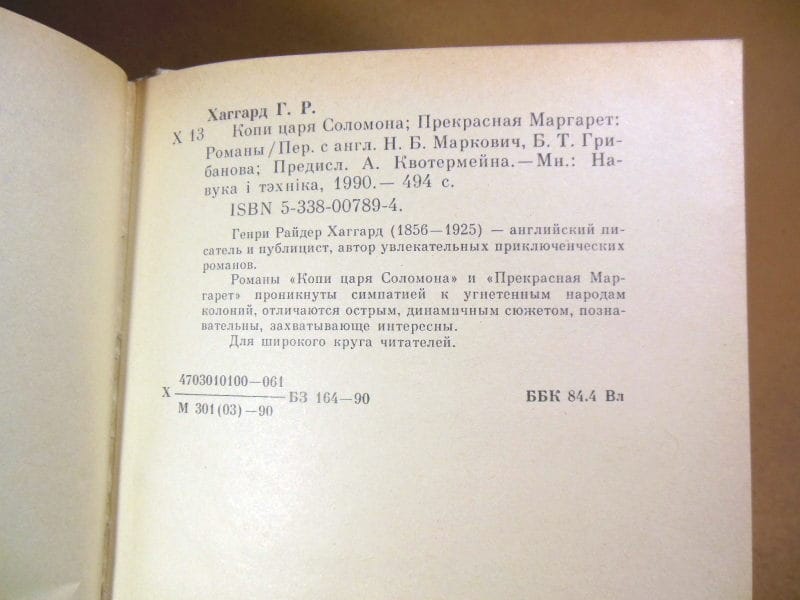 Хаггард Г. Р.
Х 13 Копи царя Соломона; Прекрасная Маргарет:
Романы/Пер. с англ. Н. Б. Маркович, Б. Т. Гри-
банова; Предисл. А. Квотермейна.—Мн.: На-
вука і тэхніка, 1990.— 494 с.
ISBN 5-338-00789-4.
Генри Райдер Хаггард (1856—1925) — английский пи-
сатель и публицист, автор увлекательных приключенческих
романов.
Романы «Копи царя Соломона» и «Прекрасная Мар-
гарет» проникнуты симпатией к угнетенным народам
колоний, отличаются острым, динамичным сюжетом, позна-
вательны, захватывающе интересны.
Для широкого круга читателей.
4703010100—061
Х БЗ 164—90 ББК 84.4 Вл
М 301(03)—90